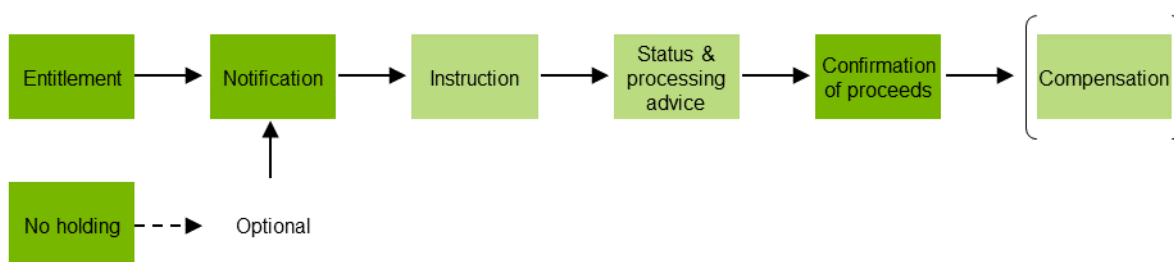 Entitlement
Notification
Instruction
Status &
processing
advice
Confirmation
of proceeds
Compensation
No holding
Optional